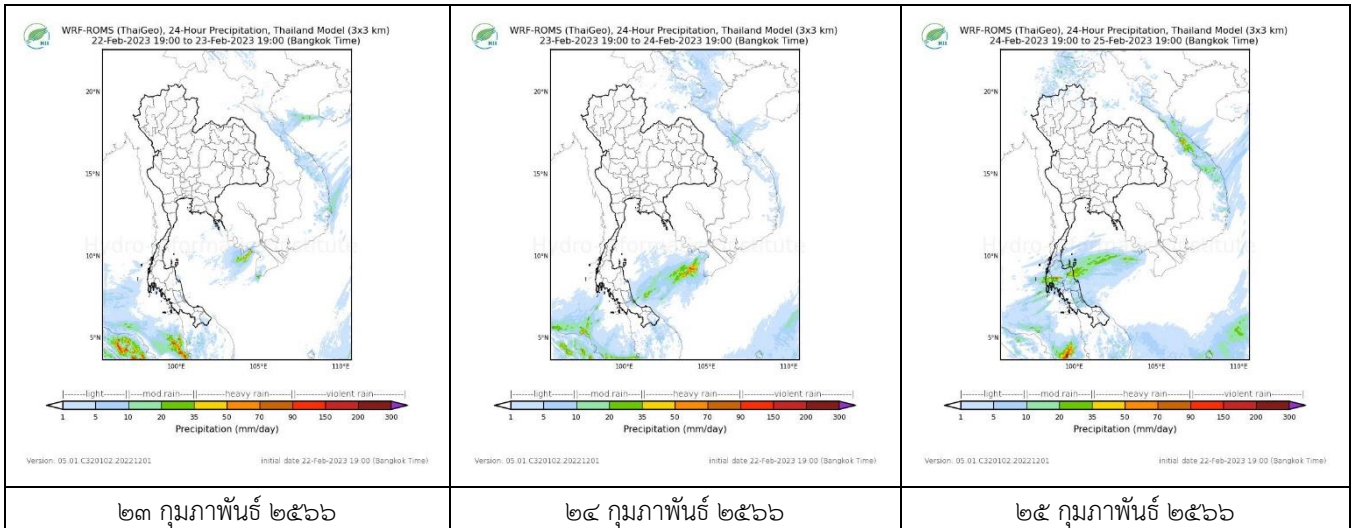 WRF-ROMS (ThaiGeo), 24-Hour Precipitation, Thailand Model (3x3 km)
22-Feb-2023 19:00 to 23-Feb-2023 19:00 (Bangkok Time)
HII
20°N
15°N
10°N
5°N
100°E 105°E 110°E
|-------light-------||---mod rain---||-------heavy rain-------||-------violent rain-------|
1 5 10 20 35 50 70 90 150 200 300
Precipitation (mm/day)
Version: 05.01.C320102.20221201 initial date 22-Feb-2023 19:00 (Bangkok Time)
๒๓ กุมภาพันธ์ ๒๕๖๖
WRF-ROMS (ThaiGeo), 24-Hour Precipitation, Thailand Model (3x3 km)
23-Feb-2023 19:00 to 24-Feb-2023 19:00 (Bangkok Time)
HII
20°N
15°N
10°N
5°N
100°E 105°E 110°E
|-------light-------||---mod rain---||-------heavy rain-------||-------violent rain-------|
1 5 10 20 35 50 70 90 150 200 300
Precipitation (mm/day)
Version: 05.01.C320102.20221201 initial date 22-Feb-2023 19:00 (Bangkok Time)
๒๔ กุมภาพันธ์ ๒๕๖๖
WRF-ROMS (ThaiGeo), 24-Hour Precipitation, Thailand Model (3x3 km)
24-Feb-2023 19:00 to 25-Feb-2023 19:00 (Bangkok Time)
HII
20°N
15°N
10°N
5°N
100°E 105°E 110°E
|-------light-------||---mod rain---||-------heavy rain-------||-------violent rain-------|
1 5 10 20 35 50 70 90 150 200 300
Precipitation (mm/day)
Version: 05.01.C320102.20221201 initial date 22-Feb-2023 19:00 (Bangkok Time)
๒๕ กุมภาพันธ์ ๒๕๖๖